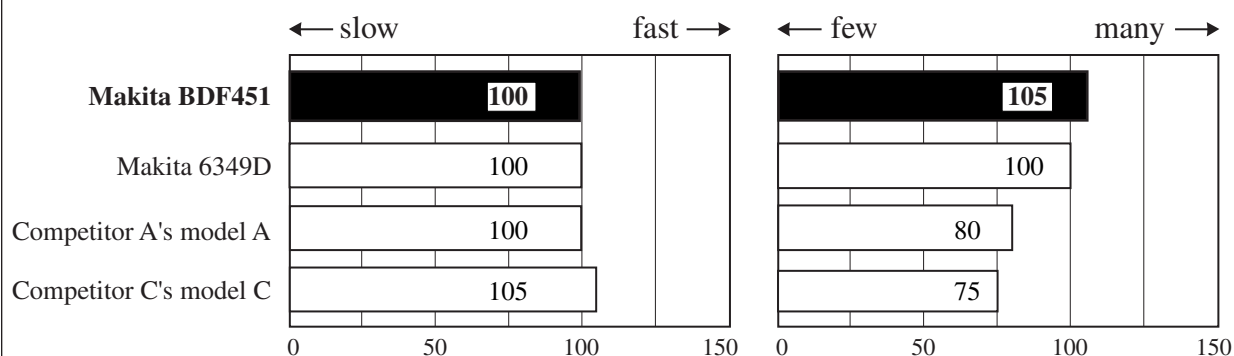 ← slow fast → ← few many →
Makita BDF451 100 105
Makita 6349D 100 100
Competitor A's model A 100 80
Competitor C's model C 105 75
0 50 100 150 0 50 100 150